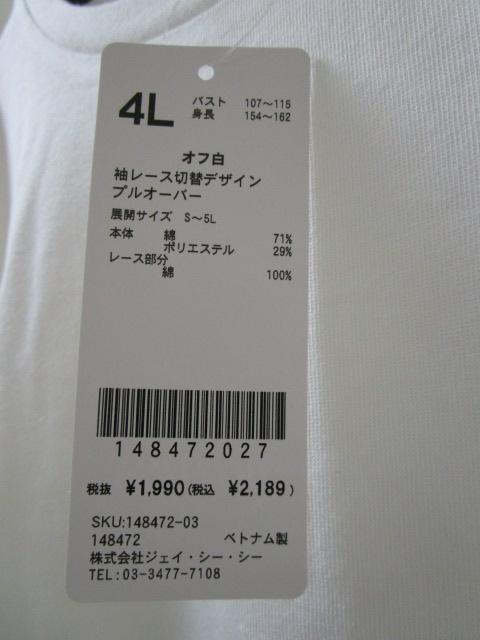 4L
バスト 107～115
身長 154～162
オフ白
袖レース切替デザイン
プルオーバー
展開サイズ S～5L
本体 綿 71%
ポリエステル 29%
レース部分
綿 100%
148472027
税抜 ¥1,990(税込 ¥2,189)
SKU:148472-03
148472 ベトナム製
株式会社ジェイ・シー・シー
TEL:03-3477-7108